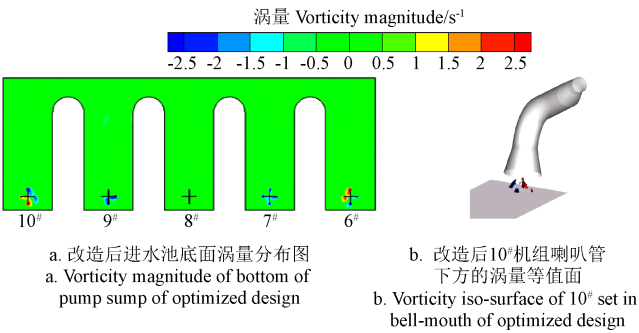 涡量 Vorticity magnitude/s-1
-2.5 -2 -1.5 -1 -0.5 0 0.5 1 1.5 2 2.5
10# 9# 8# 7# 6#
a. 改造后进水池底面涡量分布图
a. Vorticity magnitude of bottom of
pump sump of optimized design
b. 改造后10#机组喇叭管
下方的涡量等值面
b. Vorticity iso-surface of 10# set in
bell-mouth of optimized design